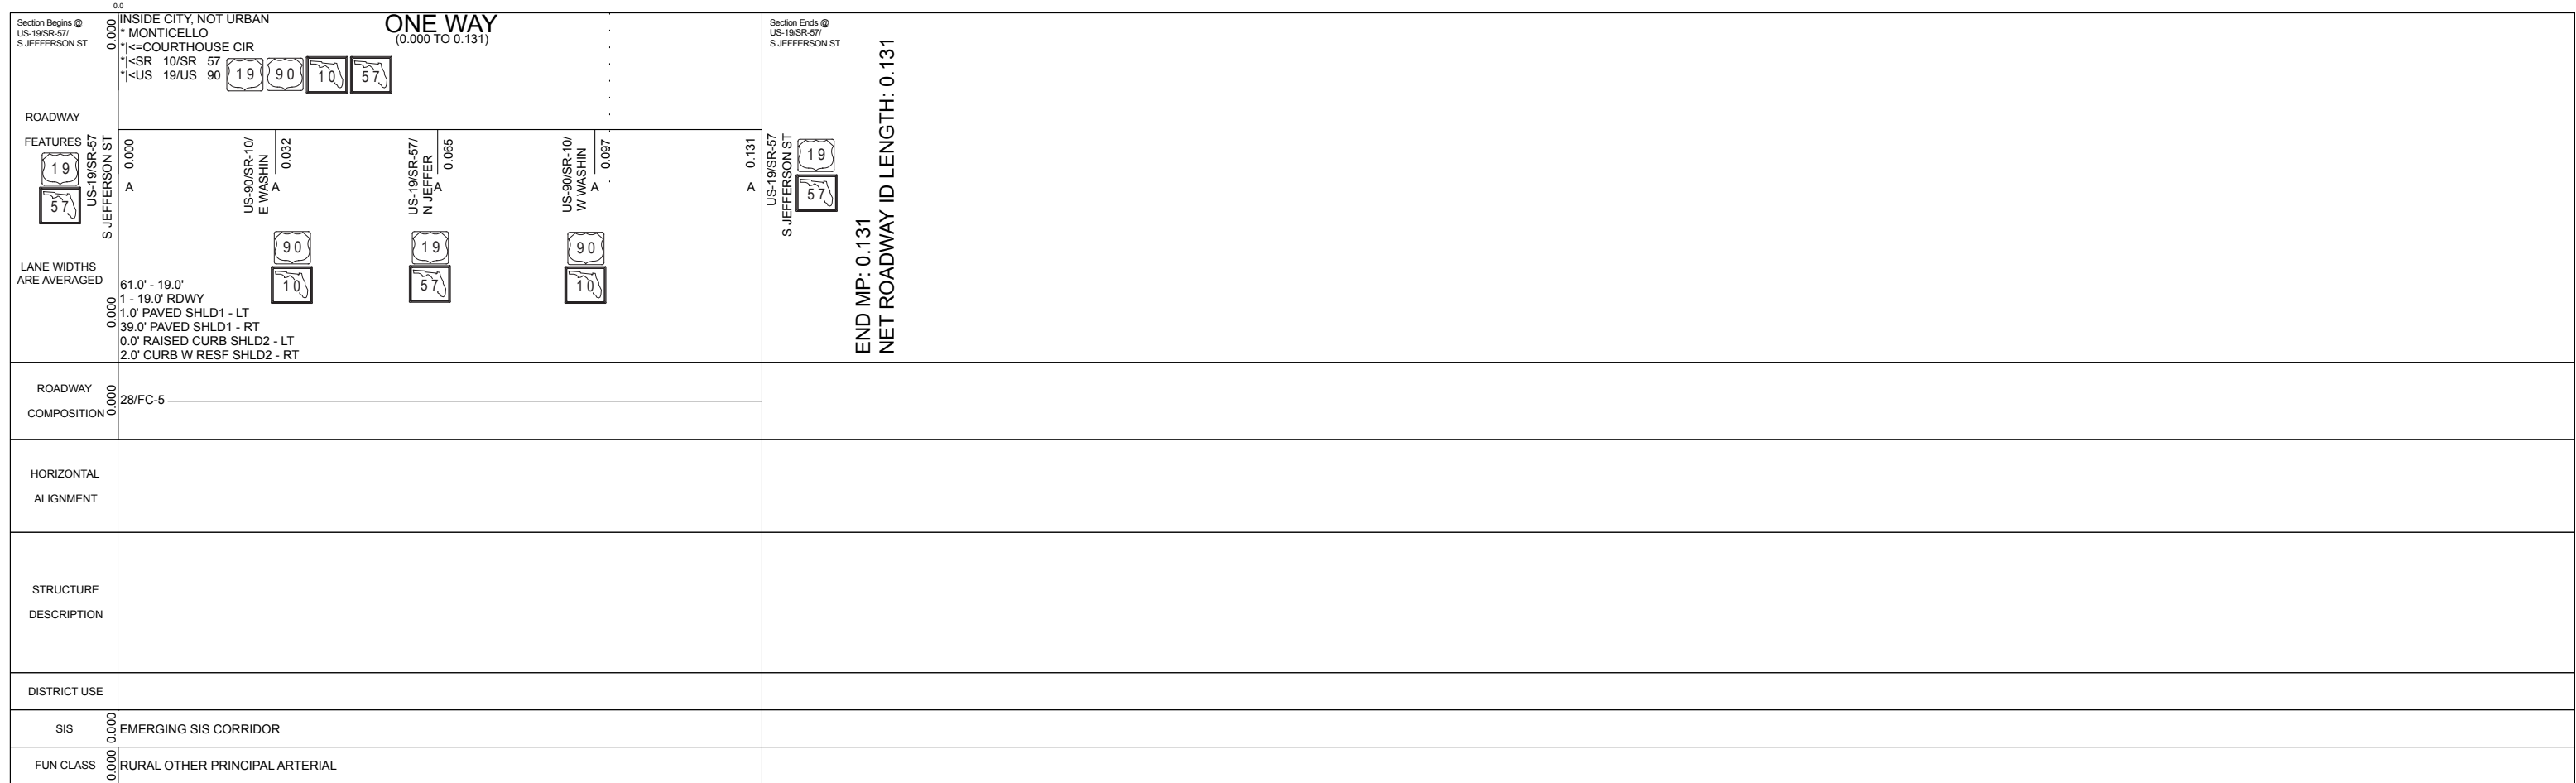 0.0
Section Begins @
US-19/SR-57/
S JEFFERSON ST
0.000
INSIDE CITY, NOT URBAN
* MONTICELLO
*|<=COURTHOUSE CIR
*|<SR 10/SR 57
*|<US 19/US 90
19
90
10
57
ONE WAY
(0.000 TO 0.131)
Section Ends @
US-19/SR-57/
S JEFFERSON ST
ROADWAY
FEATURES
19
57
US-19/SR-57
S JEFFERSON ST
0.000
A
US-90/SR-10/
E WASHIN
0.032
A
90
10
US-19/SR-57/
N JEFFER
0.065
A
19
57
US-90/SR-10/
W WASHIN
0.097
A
90
10
0.131
A
US-19/SR-57
S JEFFERSON ST
19
57
END MP: 0.131
NET ROADWAY ID LENGTH: 0.131
LANE WIDTHS
ARE AVERAGED
0.000
61.0' - 19.0'
1 - 19.0' RDWY
1.0' PAVED SHLD1 - LT
39.0' PAVED SHLD1 - RT
0.0' RAISED CURB SHLD2 - LT
2.0' CURB W RESF SHLD2 - RT
ROADWAY
COMPOSITION
0.000
28/FC-5
HORIZONTAL
ALIGNMENT
STRUCTURE
DESCRIPTION
DISTRICT USE
SIS
0.000
EMERGING SIS CORRIDOR
FUN CLASS
0.000
RURAL OTHER PRINCIPAL ARTERIAL